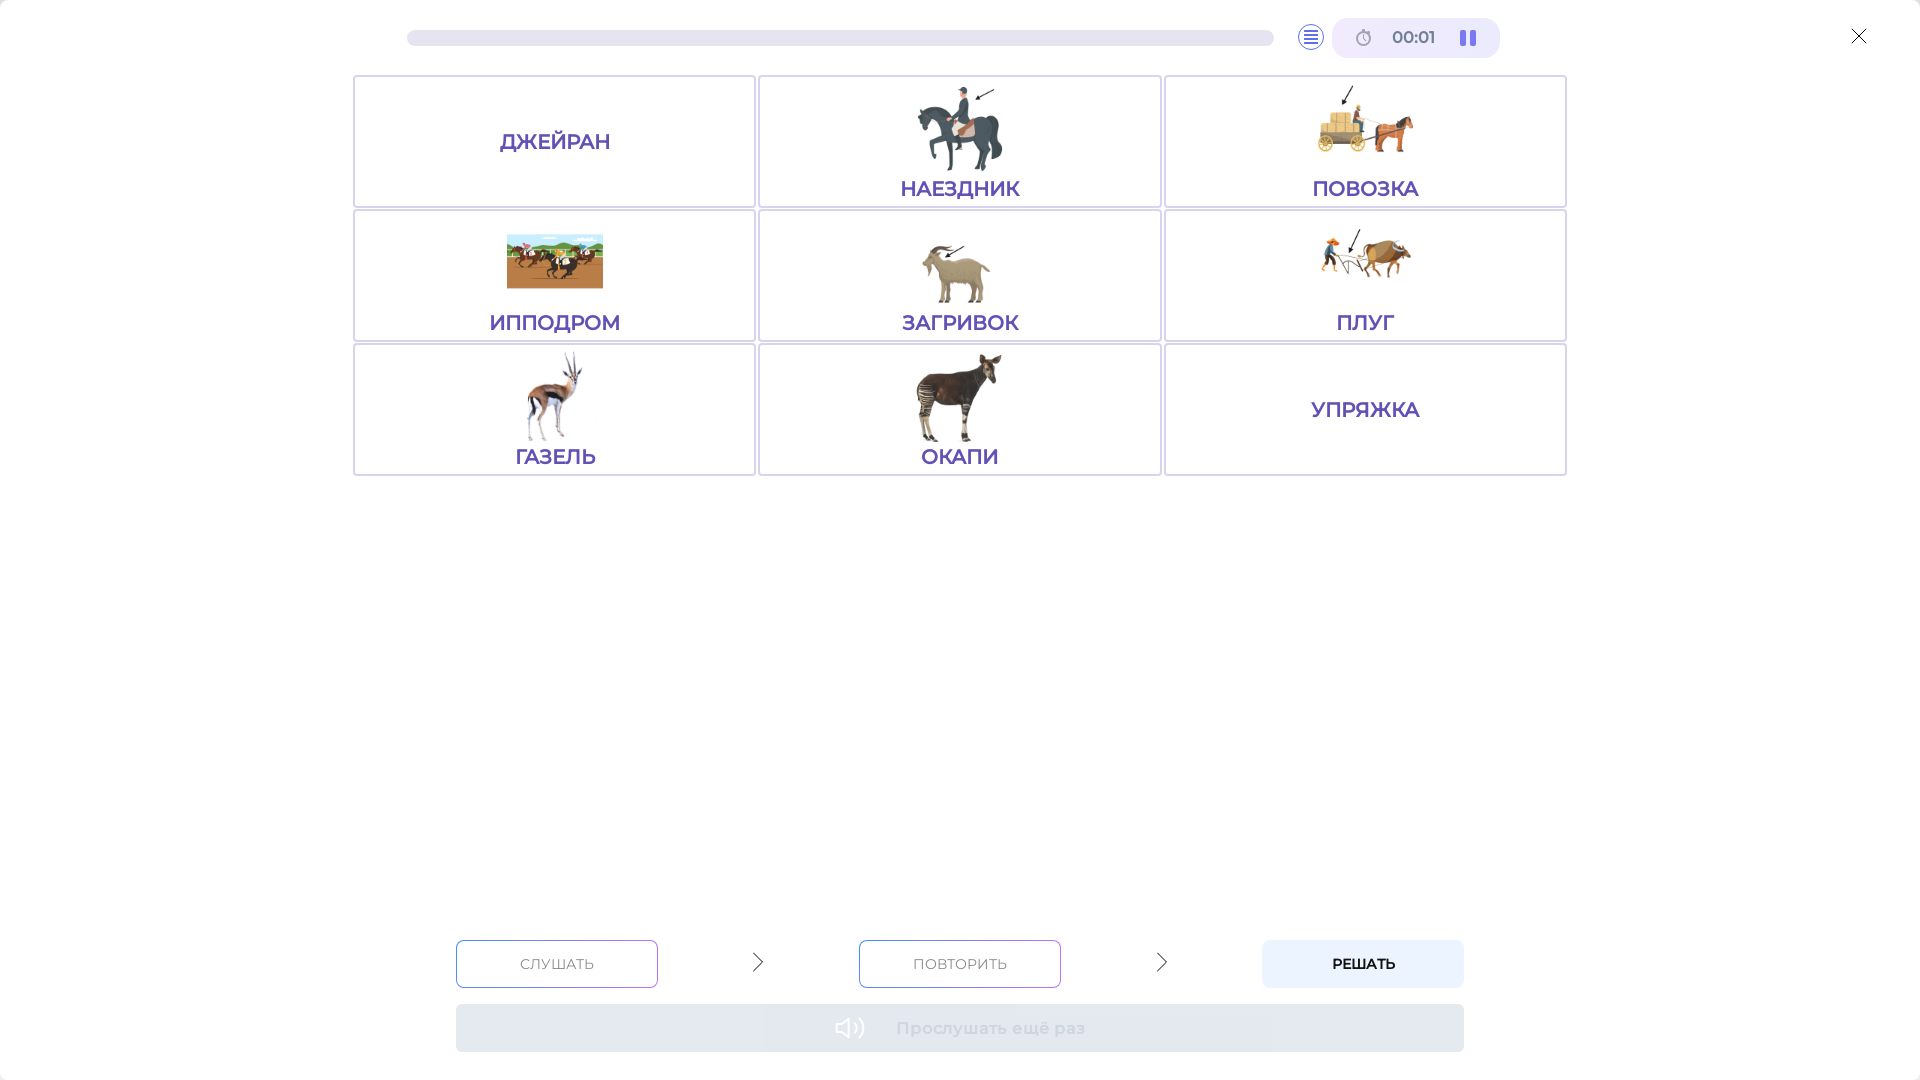 00:01
ДЖЕЙРАН
НАЕЗДНИК
ПОВОЗКА
ИППОДРОМ
ЗАГРИВОК
ПЛУГ
ГАЗЕЛЬ
ОКАПИ
УПРЯЖКА
СЛУШАТЬ
ПОВТОРИТЬ
РЕШАТЬ
Прослушать ещё раз